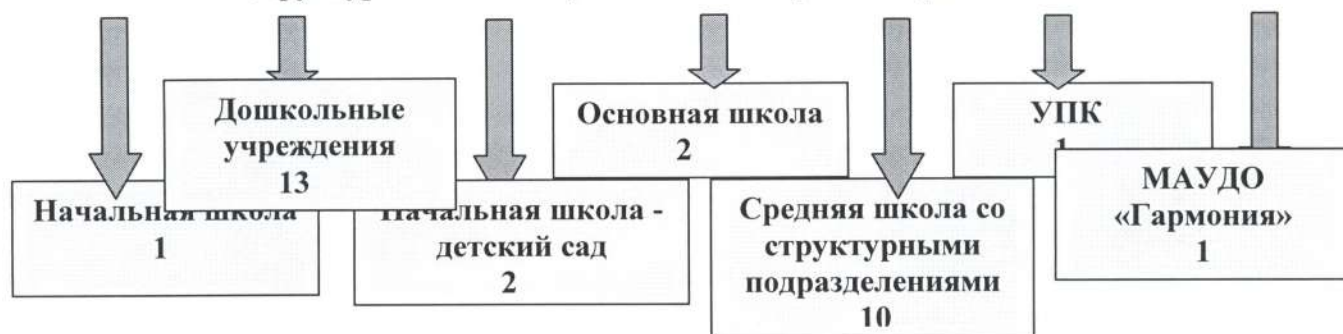 Дошкольные
учреждения
13
Основная школа
2
УПК
1
МАУДО
«Гармония»
1
Начальная школа
1
Начальная школа -
детский сад
2
Средняя школа со
структурными
подразделениями
10